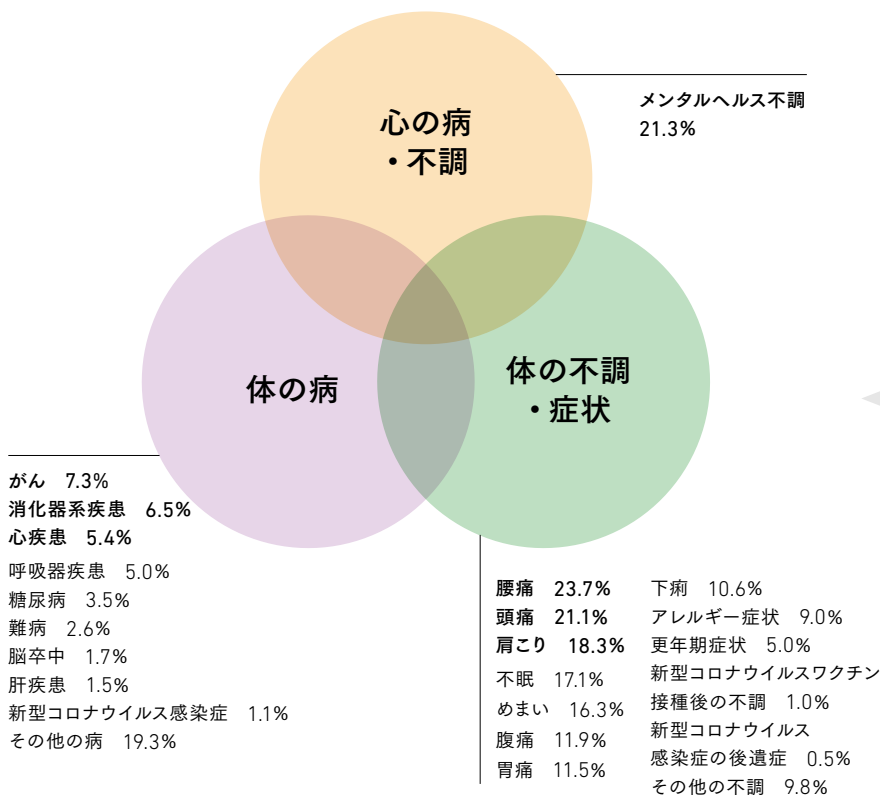 心の病
・不調
メンタルヘルス不調
21.3%
体の病
体の不調
・症状
がん 7.3%
消化器系疾患 6.5%
心疾患 5.4%
呼吸器疾患 5.0%
糖尿病 3.5%
難病 2.6%
脳卒中 1.7%
肝疾患 1.5%
新型コロナウイルス感染症 1.1%
その他の病 19.3%
腰痛 23.7%
頭痛 21.1%
肩こり 18.3%
不眠 17.1%
めまい 16.3%
腹痛 11.9%
胃痛 11.5%
下痢 10.6%
アレルギー症状 9.0%
更年期症状 5.0%
新型コロナウイルスワクチン
接種後の不調 1.0%
新型コロナウイルス
感染症の後遺症 0.5%
その他の不調 9.8%